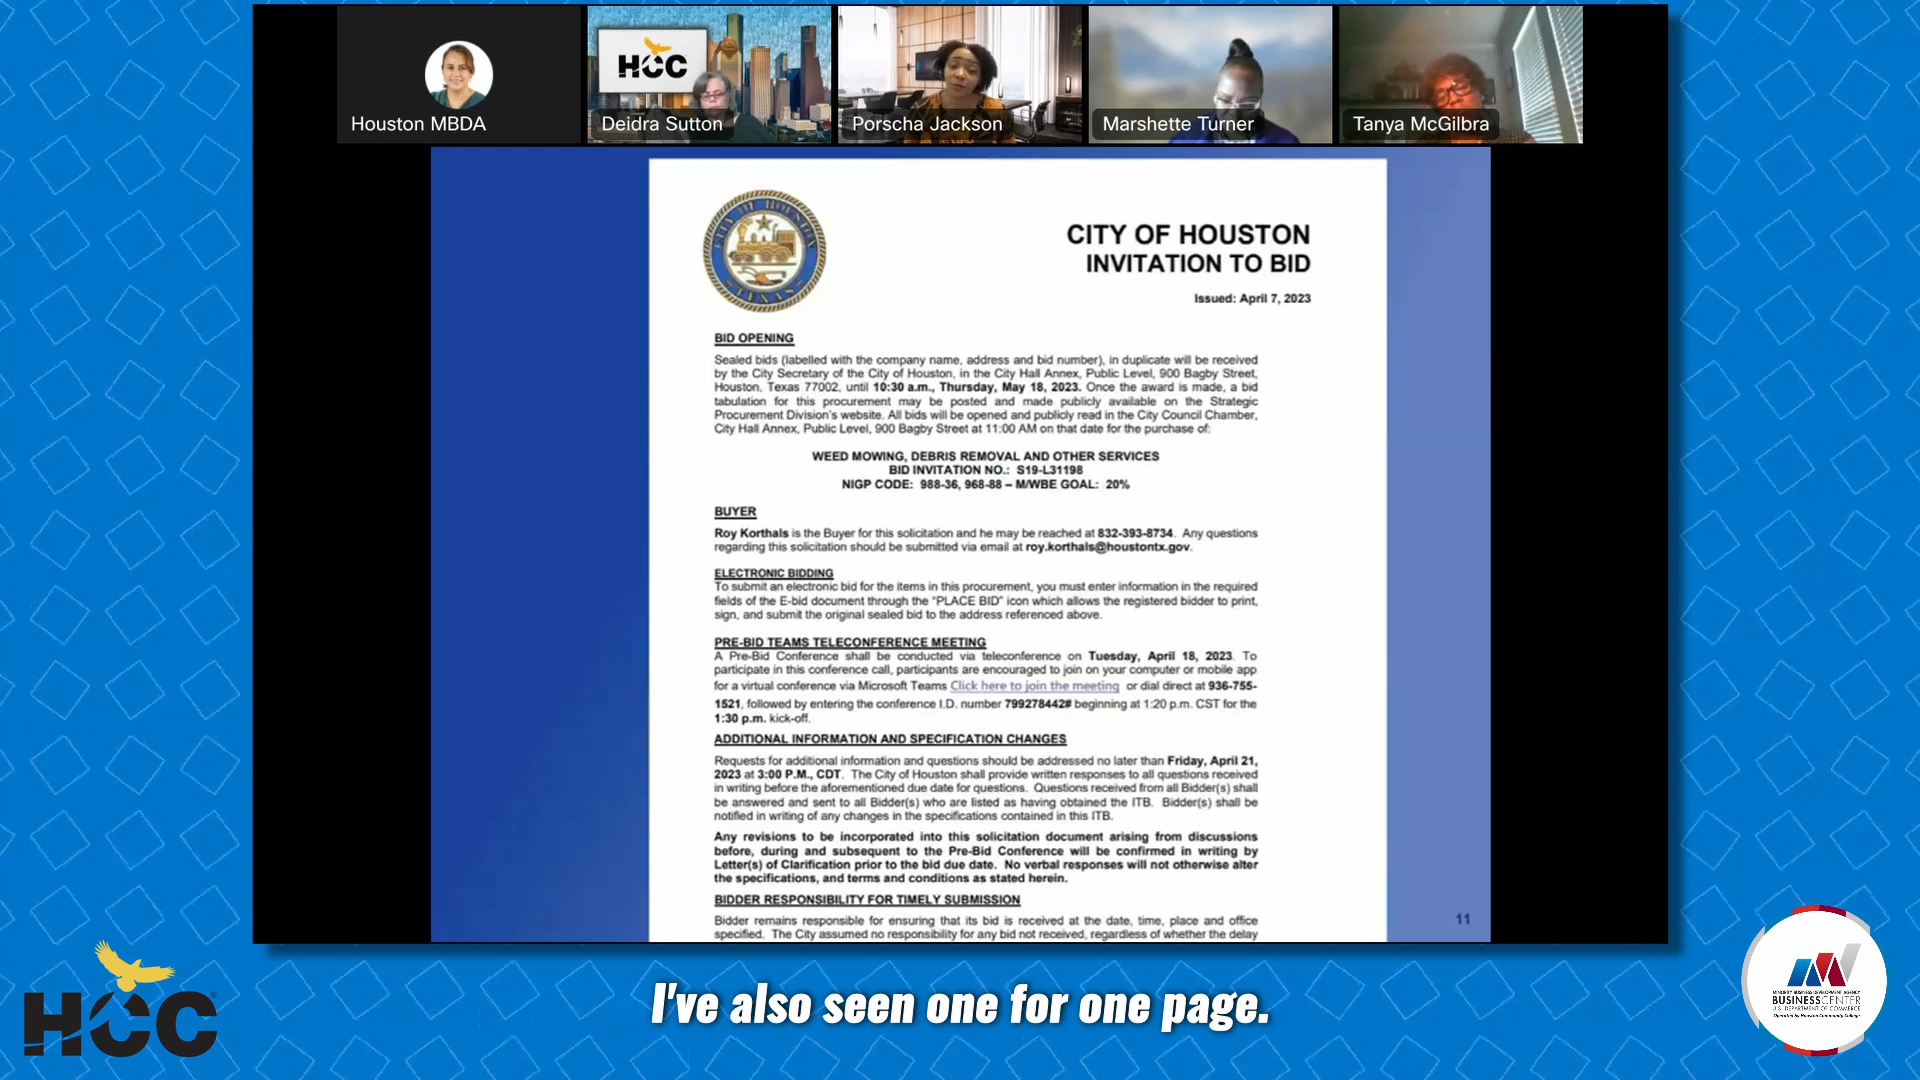 HCC
Houston MBDA
Deidra Sutton
Porscha Jackson
Marshette Turner
Tanya McGilbra
CITY OF HOUSTON
TEXAS
CITY OF HOUSTON
INVITATION TO BID
Issued: April 7, 2023
BID OPENING
Sealed bids (labelled with the company name, address and bid number), in duplicate will be received
by the City Secretary of the City of Houston, in the City Hall Annex, Public Level, 900 Bagby Street,
Houston, Texas 77002, until 10:30 a.m., Thursday, May 18, 2023. Once the award is made, a bid
tabulation for this procurement may be posted and made publicly available on the Strategic
Procurement Division's website. All bids will be opened and publicly read in the City Council Chamber,
City Hall Annex, Public Level, 900 Bagby Street at 11:00 AM on that date for the purchase of:
WEED MOWING, DEBRIS REMOVAL AND OTHER SERVICES
BID INVITATION NO.: S19-L31198
NIGP CODE: 988-36, 968-88 – M/WBE GOAL: 20%
BUYER
Roy Korthals is the Buyer for this solicitation and he may be reached at 832-393-8734. Any questions
regarding this solicitation should be submitted via email at roy.korthals@houstontx.gov.
ELECTRONIC BIDDING
To submit an electronic bid for the items in this procurement, you must enter information in the required
fields of the E-bid document through the "PLACE BID" icon which allows the registered bidder to print,
sign, and submit the original sealed bid to the address referenced above.
PRE-BID TEAMS TELECONFERENCE MEETING
A Pre-Bid Conference shall be conducted via teleconference on Tuesday, April 18, 2023. To
participate in this conference call, participants are encouraged to join on your computer or mobile app
for a virtual conference via Microsoft Teams Click here to join the meeting or dial direct at 936-755-
1521, followed by entering the conference I.D. number 799278442# beginning at 1:20 p.m. CST for the
1:30 p.m. kick-off.
ADDITIONAL INFORMATION AND SPECIFICATION CHANGES
Requests for additional information and questions should be addressed no later than Friday, April 21,
2023 at 3:00 P.M., CDT. The City of Houston shall provide written responses to all questions received
in writing before the aforementioned due date for questions. Questions received from all Bidder(s) shall
be answered and sent to all Bidder(s) who are listed as having obtained the ITB. Bidder(s) shall be
notified in writing of any changes in the specifications contained in this ITB.
Any revisions to be incorporated into this solicitation document arising from discussions
before, during and subsequent to the Pre-Bid Conference will be confirmed in writing by
Letter(s) of Clarification prior to the bid due date. No verbal responses will not otherwise alter
the specifications, and terms and conditions as stated herein.
BIDDER RESPONSIBILITY FOR TIMELY SUBMISSION
Bidder remains responsible for ensuring that its bid is received at the date, time, place and office
specified. The City assumed no responsibility for any bid not received, regardless of whether the delay
11
I've also seen one for one page.
HCC
MINORITY BUSINESS DEVELOPMENT AGENCY
BUSINESS CENTER
U.S. DEPARTMENT OF COMMERCE
Operated by Houston Community College